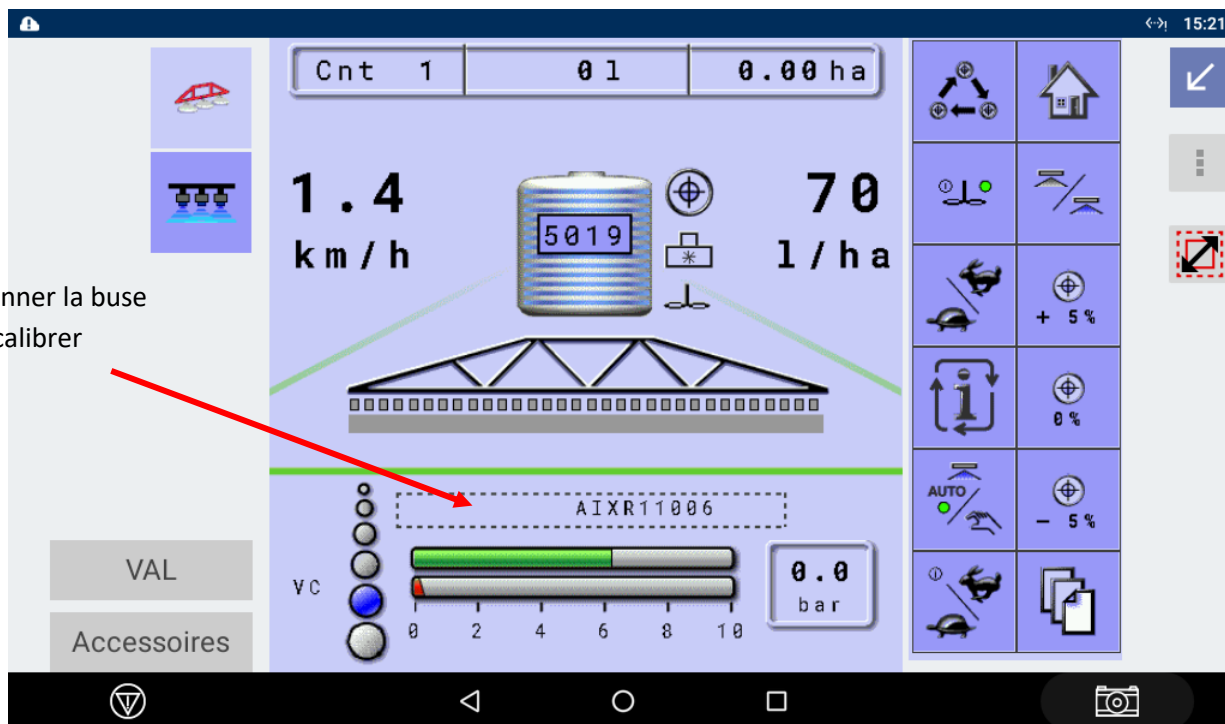 15:21
Cnt 1 0 l 0.00 ha
1.4 km/h
5019
70 l/ha
nner la buse
calibrer
+ 5%
0%
AUTO
- 5%
AIXR11006
VC
0 2 4 6 8 10
0.0
bar
VAL
Accessoires